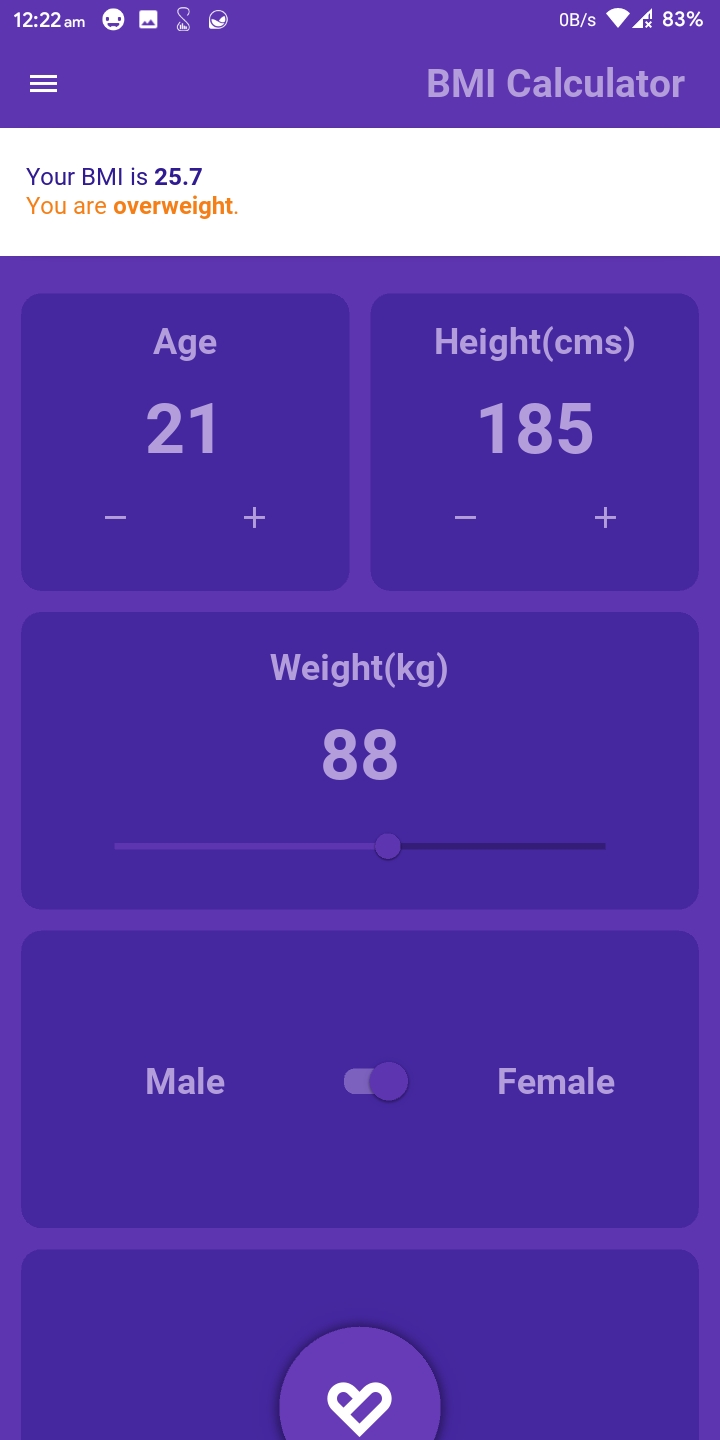 12:22 am 0B/s 83%
BMI Calculator
Your BMI is 25.7
You are overweight.
Age Height(cms)
21 185
− + − +
Weight(kg)
88
Male Female